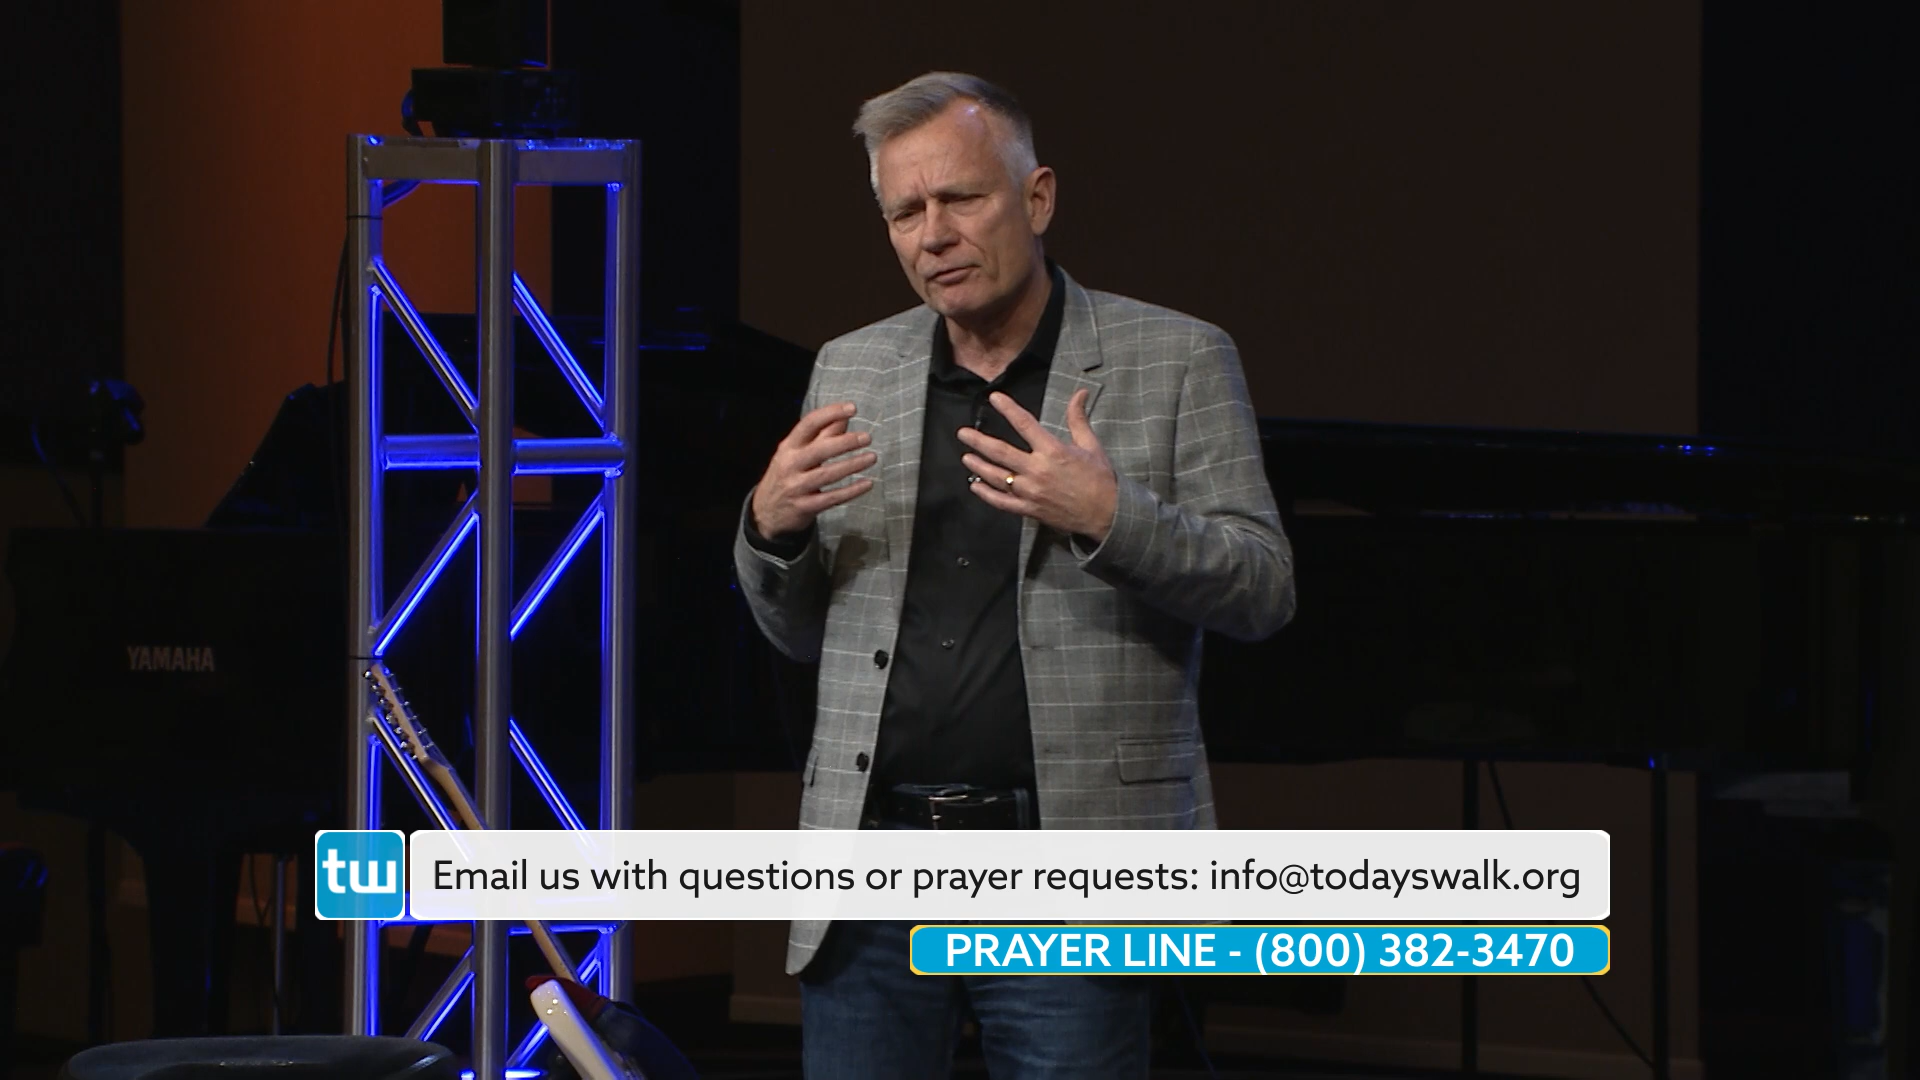 YAMAHA
tw
Email us with questions or prayer requests: info@todayswalk.org
PRAYER LINE - (800) 382-3470